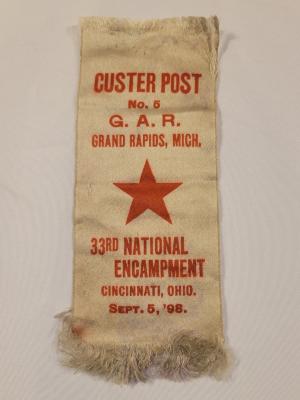 CUSTER POST
No. 5
G. A. R.
GRAND RAPIDS, MICH.
33RD NATIONAL
ENCAMPMENT
CINCINNATI, OHIO.
SEPT. 5, '98.